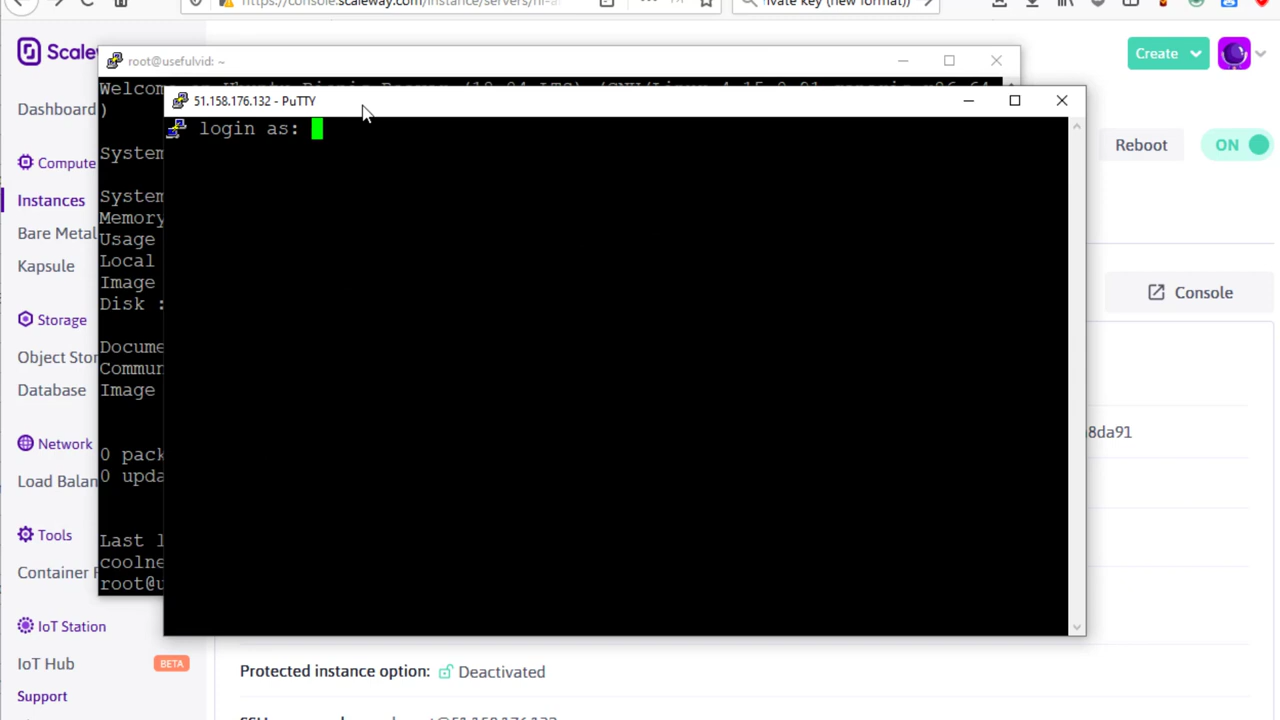 https://console.scaleway.com/instance/servers/nl-a
ivate key (new format))
Scalew
Create
root@usefulvid: ~
Welcom
)
51.158.176.132 - PuTTY
login as:
Dashboard
System
Reboot
ON
Compute
Instances
System
Memory
Bare Metal
Usage
Kapsule
Local
Image
Console
Disk :
Storage
Object Stor
Docume
Commun
Database
Image
8da91
Network
0 pack
Load Balan
0 upda
Tools
Last l
coolne
Container R
root@u
IoT Station
IoT Hub
BETA
Protected instance option:
Deactivated
Support